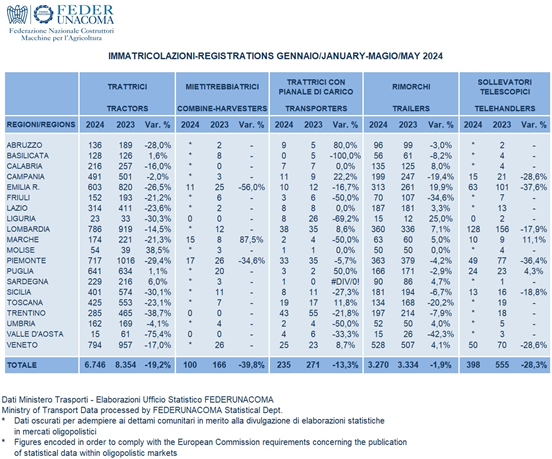 FEDER
UNACOMA
Federazione Nazionale Costruttori
Macchine per l'Agricoltura
IMMATRICOLAZIONI-REGISTRATIONS GENNAIO/JANUARY-MAGIO/MAY 2024
TRATTRICI MIETITREBBIATRICI TRATTRICI CON PIANALE DI CARICO RIMORCHI SOLLEVATORI TELESCOPICI
TRACTORS COMBINE-HARVESTERS TRANSPORTERS TRAILERS TELEHANDLERS
REGIONI/REGIONS 2024 2023 Var. % 2024 2023 Var. % 2024 2023 Var. % 2024 2023 Var. % 2024 2023 Var. %
ABRUZZO 136 189 -28,0% * 2 - 9 5 80,0% 96 99 -3,0% * 2 -
BASILICATA 128 126 1,6% * 8 - 0 5 -100,0% 56 61 -8,2% * 4 -
CALABRIA 216 257 -16,0% * 0 - 7 7 0,0% 135 125 8,0% * 4 -
CAMPANIA 491 501 -2,0% * 3 - 11 9 22,2% 199 247 -19,4% 15 21 -28,6%
EMILIA R. 603 820 -26,5% 11 25 -56,0% 10 12 -16,7% 313 261 19,9% 63 101 -37,6%
FRIULI 152 193 -21,2% * 6 - 3 6 -50,0% 70 107 -34,6% * 7 -
LAZIO 314 411 -23,6% * 2 - 8 8 0,0% 187 181 3,3% * 13 -
LIGURIA 23 33 -30,3% 0 0 - 8 26 -69,2% 15 12 25,0% 0 2 -
LOMBARDIA 786 919 -14,5% * 12 - 38 35 8,6% 360 336 7,1% 128 156 -17,9%
MARCHE 174 221 -21,3% 15 8 87,5% 2 4 -50,0% 63 60 5,0% 10 9 11,1%
MOLISE 54 39 38,5% * 3 - 1 1 0,0% 50 50 0,0% * 4 -
PIEMONTE 717 1016 -29,4% 17 26 -34,6% 33 35 -5,7% 363 379 -4,2% 49 77 -36,4%
PUGLIA 641 634 1,1% * 20 - 3 2 50,0% 166 171 -2,9% 24 23 4,3%
SARDEGNA 229 216 6,0% * 3 - 1 0 #DIV/0! 90 86 4,7% * 3 -
SICILIA 401 574 -30,1% * 8 - 8 11 -27,3% 181 194 -6,7% 13 16 -18,8%
TOSCANA 425 553 -23,1% * 7 - 19 17 11,8% 134 168 -20,2% * 19 -
TRENTINO 285 465 -38,7% 0 0 - 43 55 -21,8% 197 214 -7,9% * 18 -
UMBRIA 162 169 -4,1% * 4 - 2 4 -50,0% 52 50 4,0% * 5 -
VALLE D'AOSTA 15 61 -75,4% 0 0 - 4 6 -33,3% 15 26 -42,3% * 3 -
VENETO 794 957 -17,0% * 26 - 25 23 8,7% 528 507 4,1% 50 70 -28,6%
TOTALE 6.746 8.354 -19,2% 100 166 -39,8% 235 271 -13,3% 3.270 3.334 -1,9% 398 555 -28,3%
Dati Ministero Trasporti - Elaborazioni Ufficio Statistico FEDERUNACOMA
Ministry of Transport Data processed by FEDERUNACOMA Statistical Dept.
* Dati oscurati per adempiere ai dettami comunitari in merito alla divulgazione di elaborazioni statistiche
in mercati oligopolistici
* Figures encoded in order to comply with the European Commission requirements concerning the publication
of statistical data within oligopolistic markets